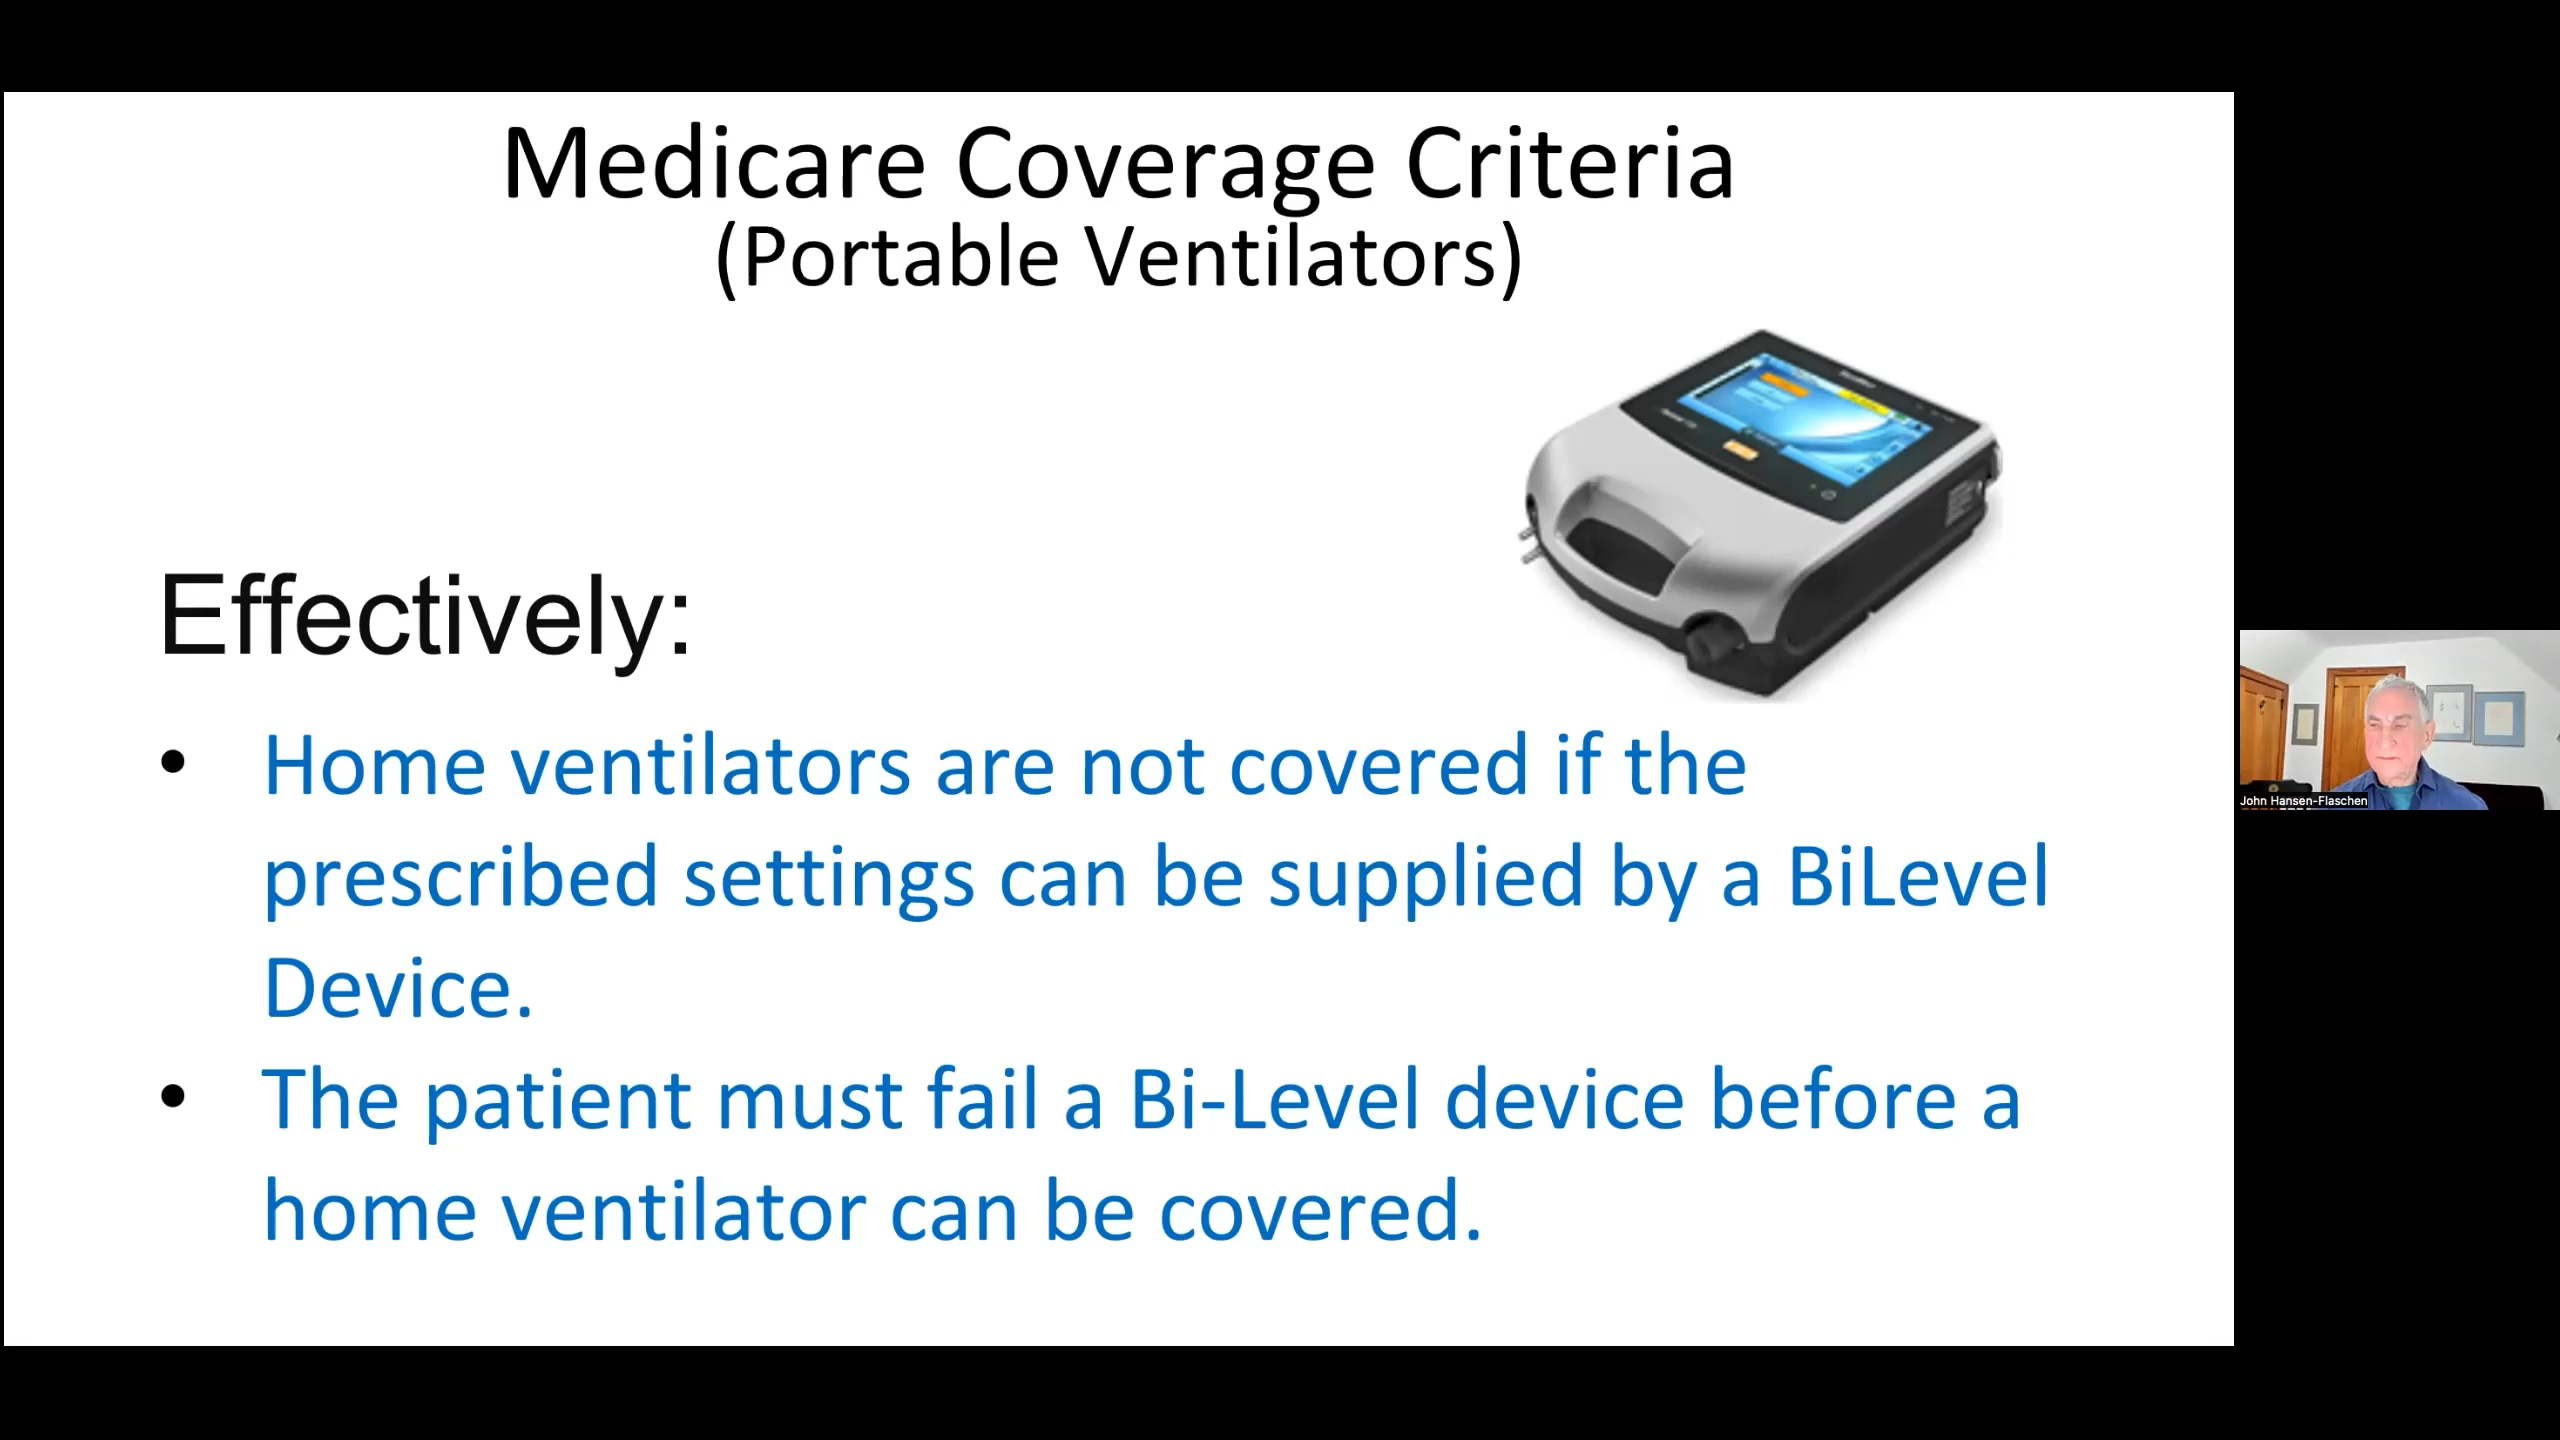 Medicare Coverage Criteria
(Portable Ventilators)
Effectively:
• Home ventilators are not covered if the
prescribed settings can be supplied by a BiLevel
Device.
• The patient must fail a Bi-Level device before a
home ventilator can be covered.
John Hansen-Flaschen